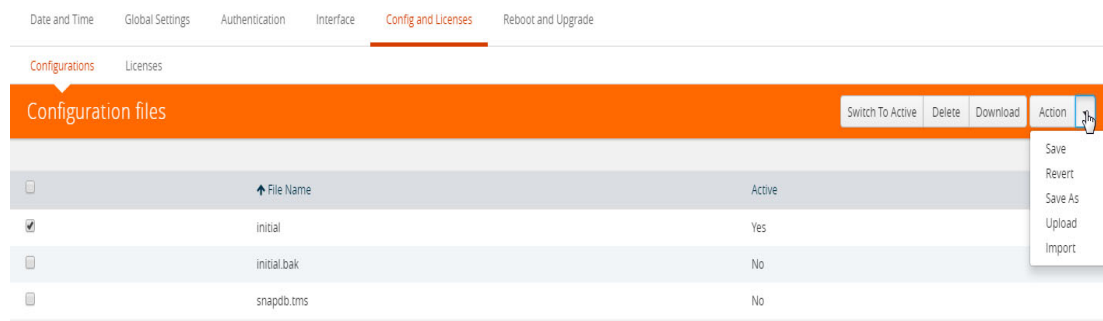 Date and Time Global Settings Authentication Interface Config and Licenses Reboot and Upgrade
Configurations Licenses
Configuration files Switch To Active Delete Download Action
Save
Revert
Save As
Upload
Import
File Name Active
initial Yes
initial.bak No
snapdb.tms No